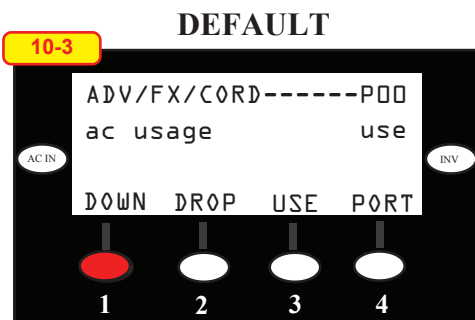 DEFAULT
10-3
ADV/FX/CORD------P00
ac usage use
AC IN
INV
DOWN DROP USE PORT
1 2 3 4